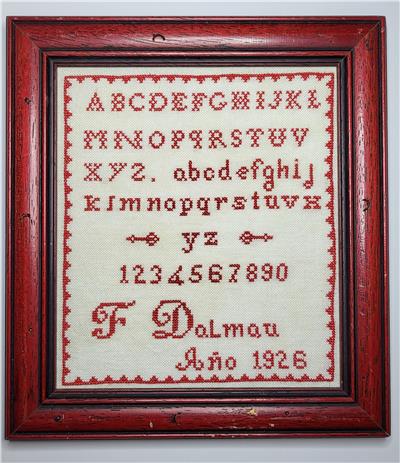 ABCDEFGHIJKL
MNOPQRSTUV
XYZ. abcdefghij
klmnopqrstuvx
yz
1234567890
F Dalmau
Año 1926